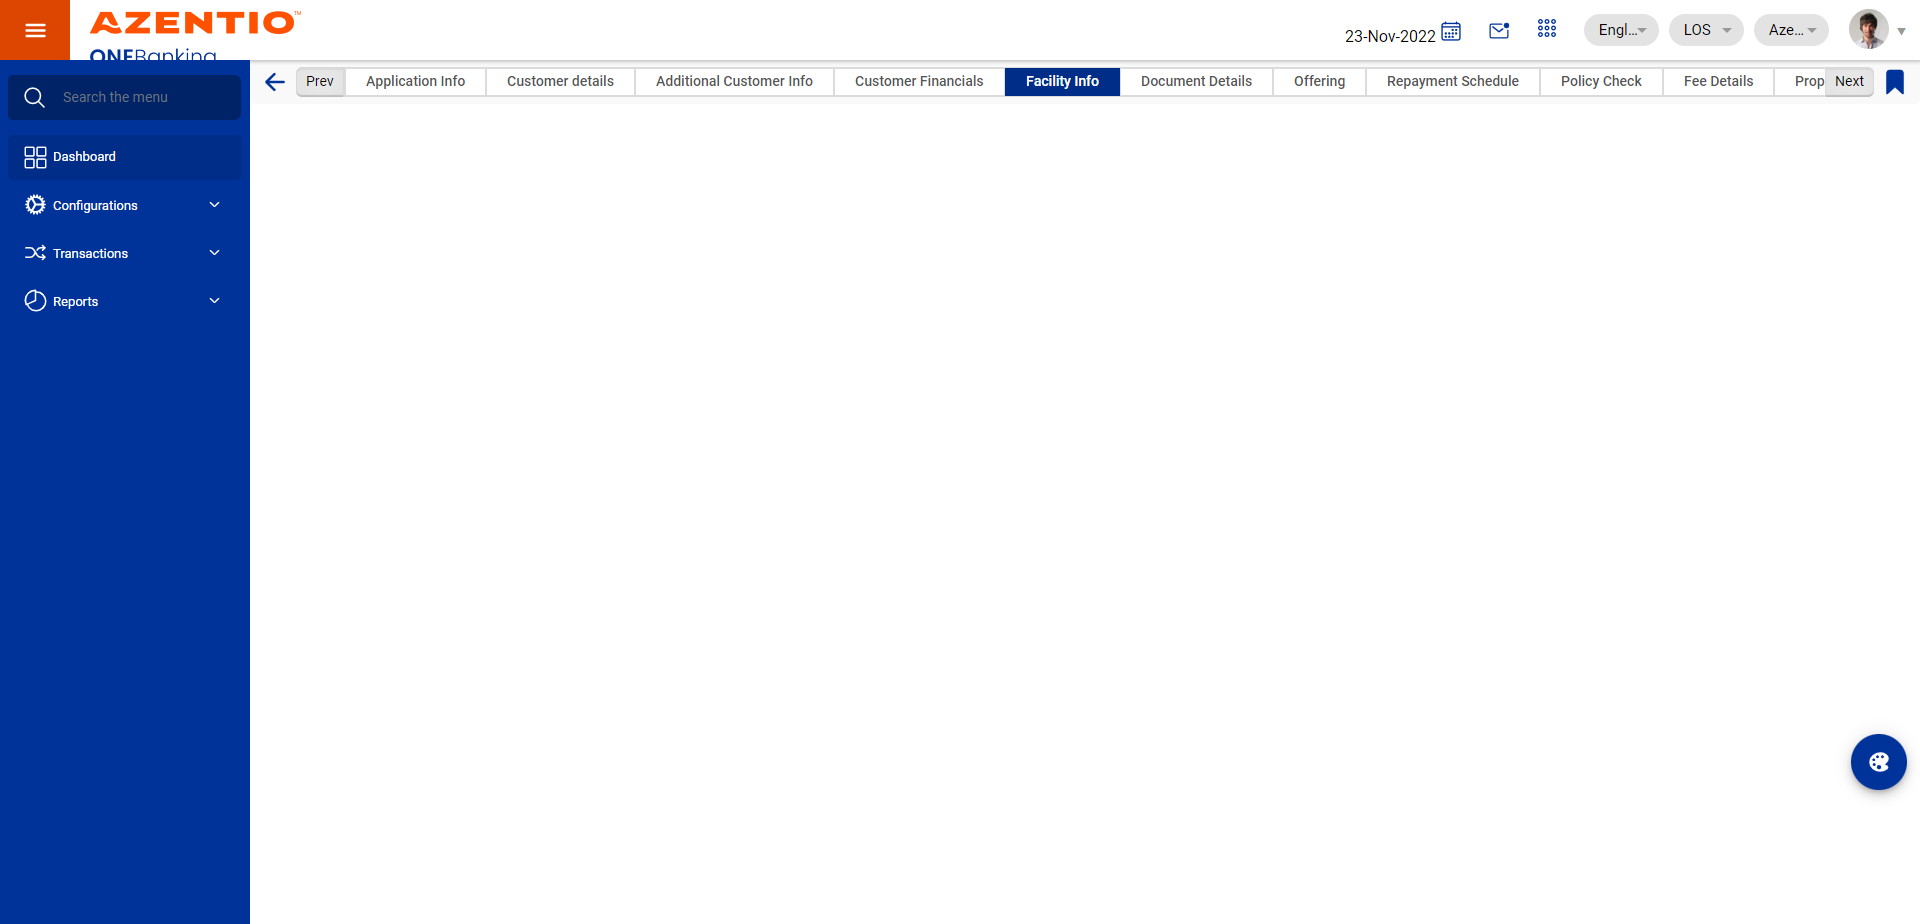 AZENTIO™
ONEBanking
23-Nov-2022
Engl...
LOS
Aze...
Search the menu
Dashboard
Configurations
Transactions
Reports
Prev
Application Info
Customer details
Additional Customer Info
Customer Financials
Facility Info
Document Details
Offering
Repayment Schedule
Policy Check
Fee Details
Prop
Next